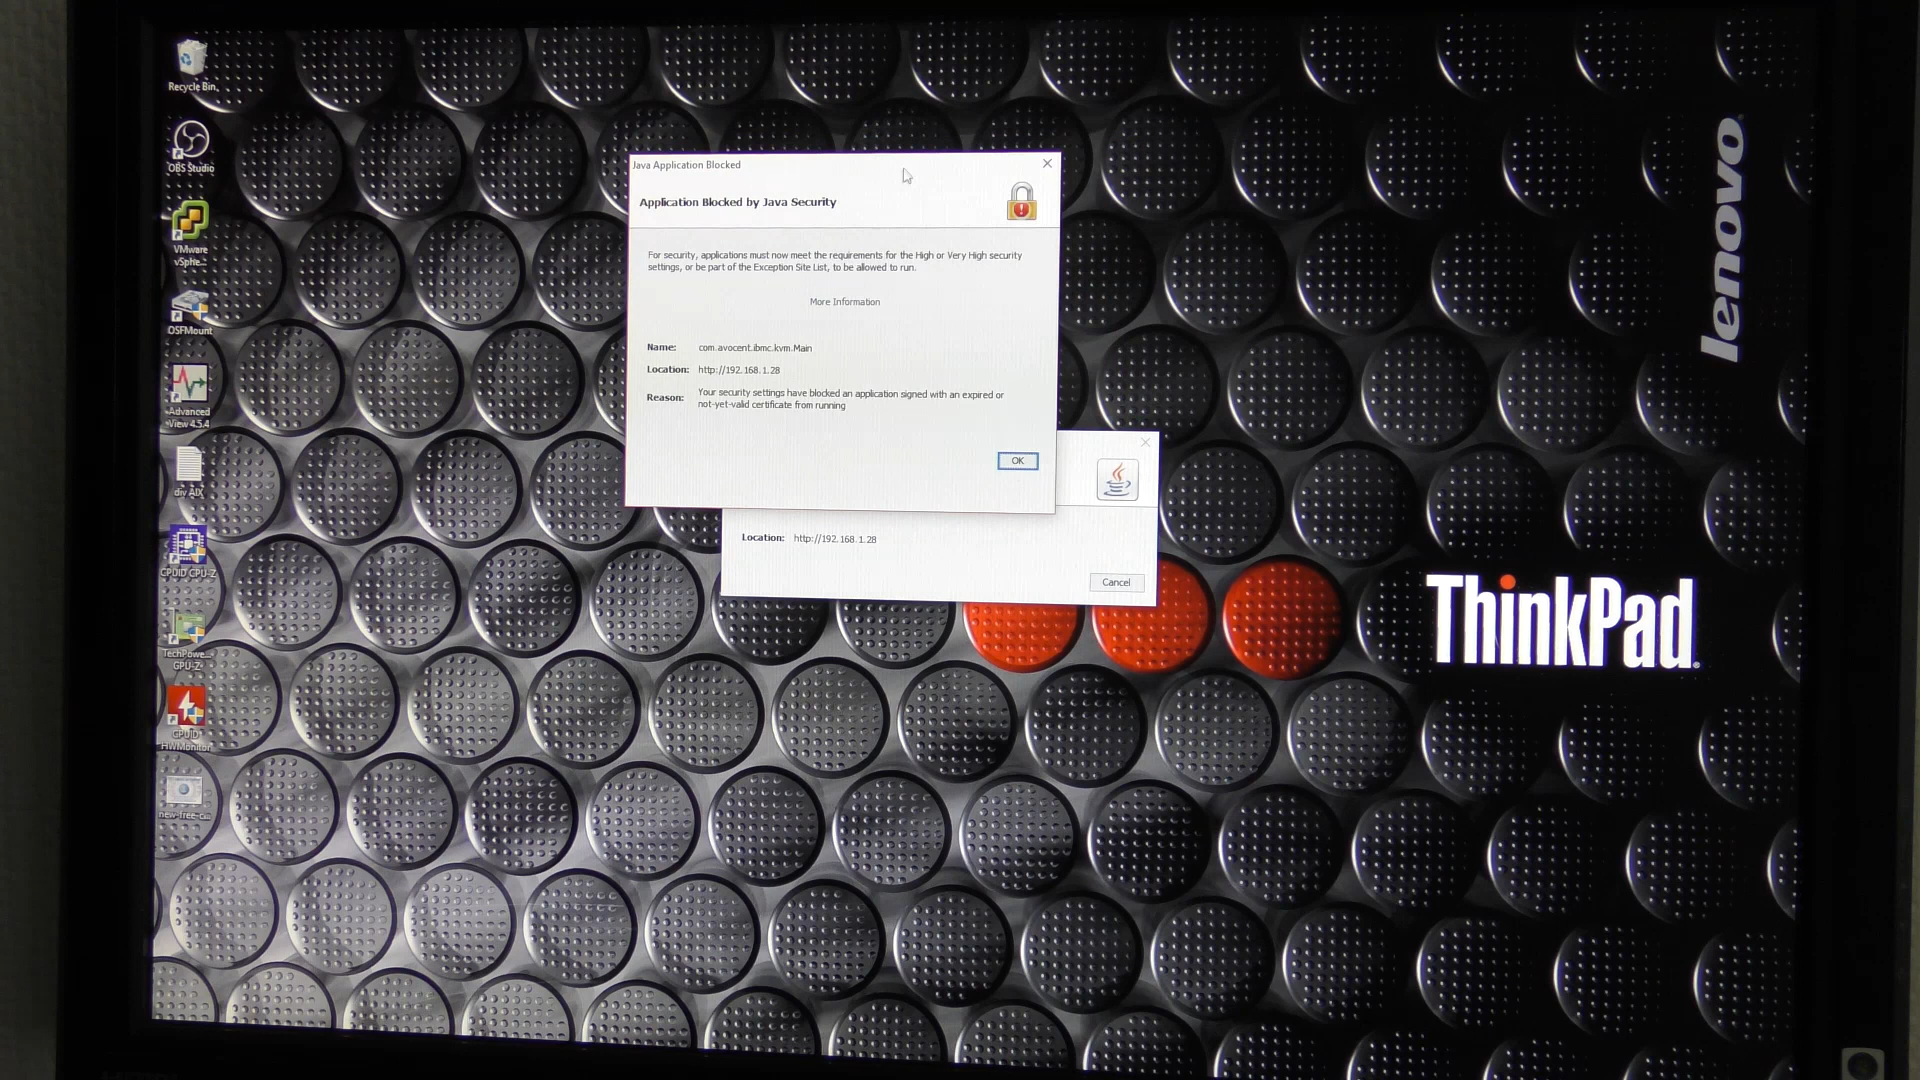 Recycle Bin
OBS Studio
VMware
vSphe...
OSFMount
Advanced
View 4.5.4
div AIX
CPUID CPU-Z
TechPowe...
GPU-Z
CPUID
HWMonitor
new-free-c...
Java Application Blocked
Application Blocked by Java Security
For security, applications must now meet the requirements for the High or Very High security
settings, or be part of the Exception Site List, to be allowed to run.
More Information
Name: com.avocent.ibmc.kvm.Main
Location: http://192.168.1.28
Reason: Your security settings have blocked an application signed with an expired or
not-yet-valid certificate from running
OK
Location: http://192.168.1.28
Cancel
lenovo
ThinkPad